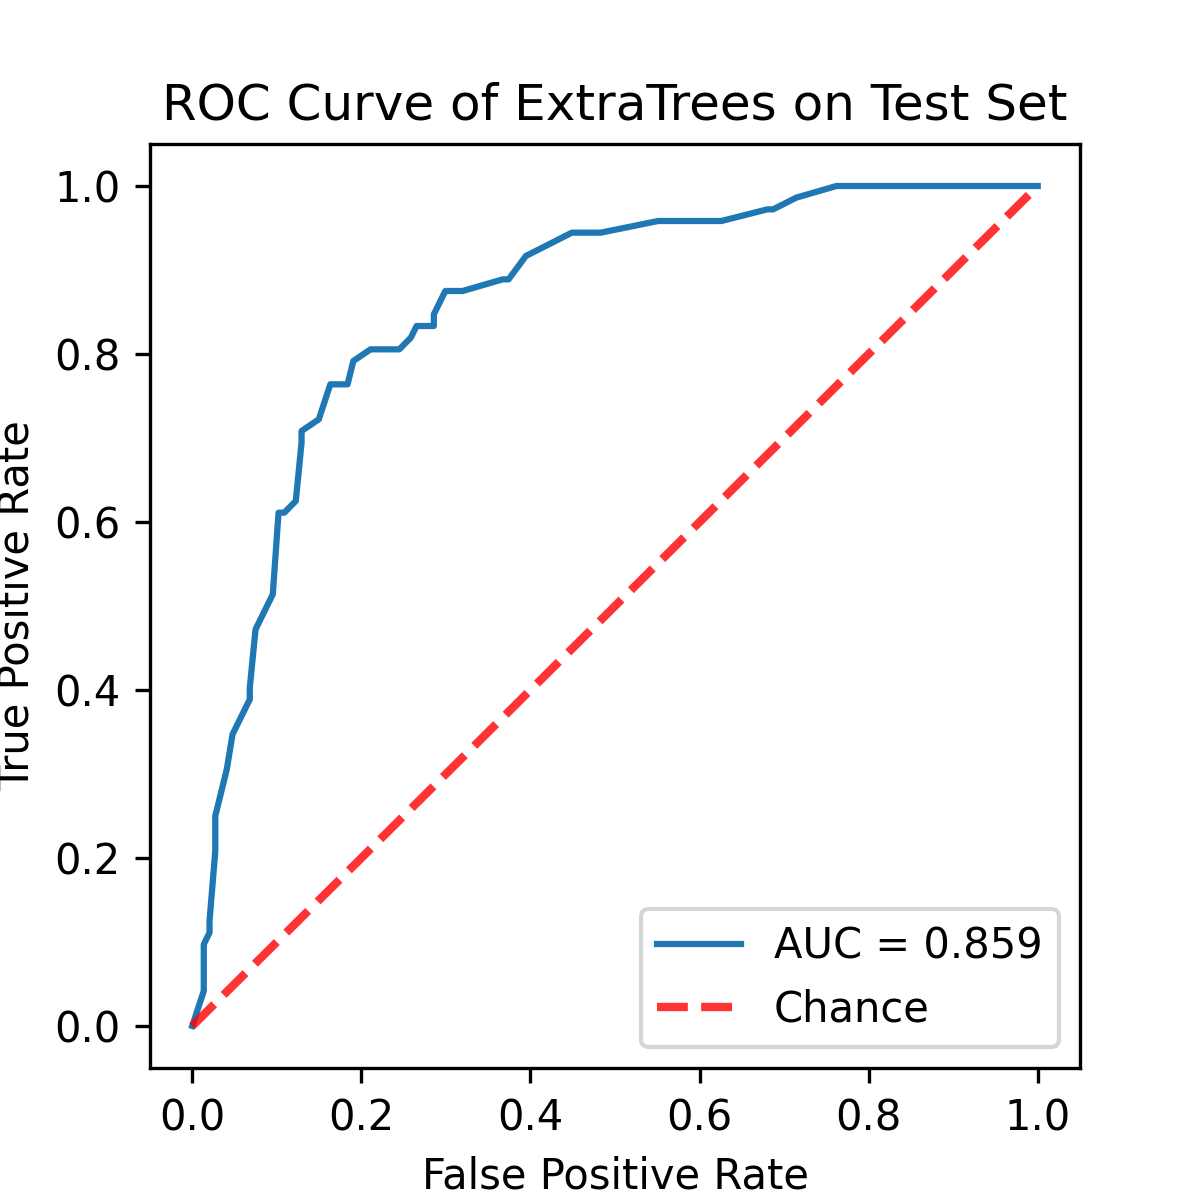 ROC Curve of ExtraTrees on Test Set
True Positive Rate
1.0
0.8
0.6
0.4
0.2
0.0
AUC = 0.859
Chance
0.0 0.2 0.4 0.6 0.8 1.0
False Positive Rate